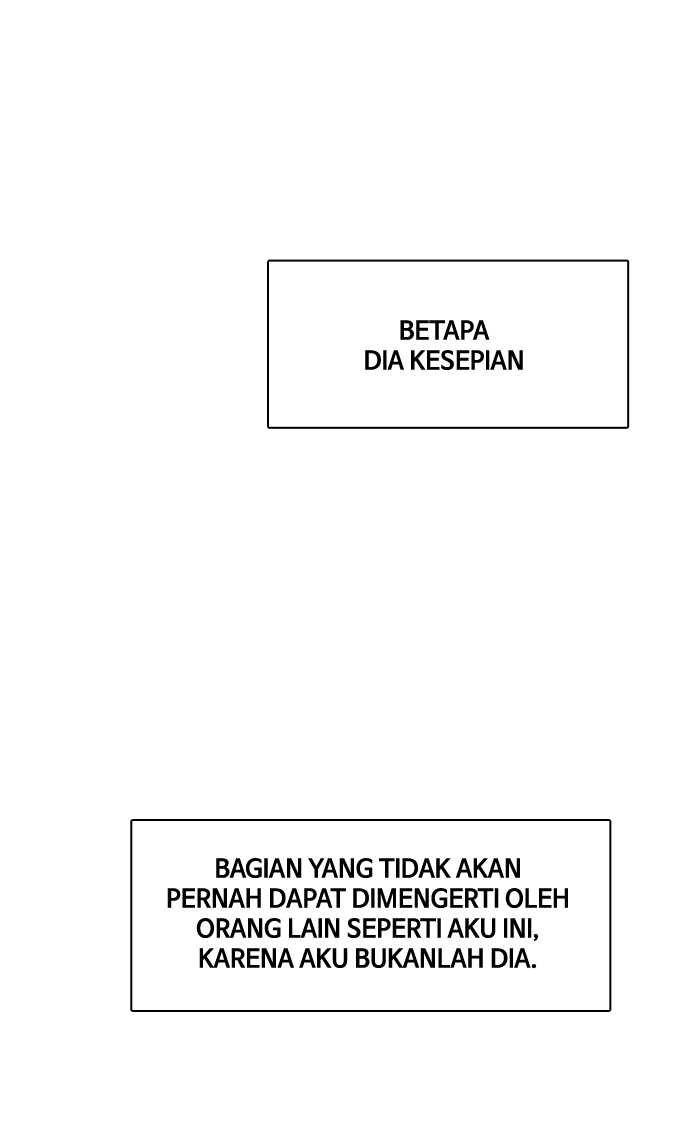 BETAPA
DIA KESEPIAN
BAGIAN YANG TIDAK AKAN
PERNAH DAPAT DIMENGERTI OLEH
ORANG LAIN SEPERTI AKU INI,
KARENA AKU BUKANLAH DIA.